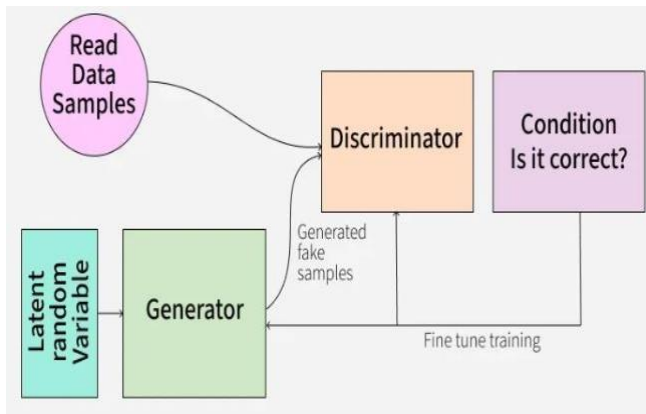 Read
Data
Samples
Discriminator
Condition
Is it correct?
Generated
fake
samples
Latent
random
Variable
Generator
Fine tune training